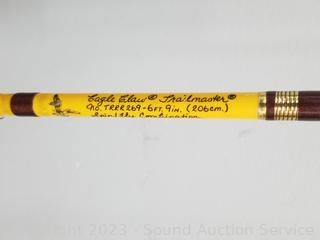 Eagle Claw® Trailmaster®
No. TRRR269-6FT. 9IN. (206cm.)
Spin/Fly Combination
Copyright 2023 - Sound Auction Service